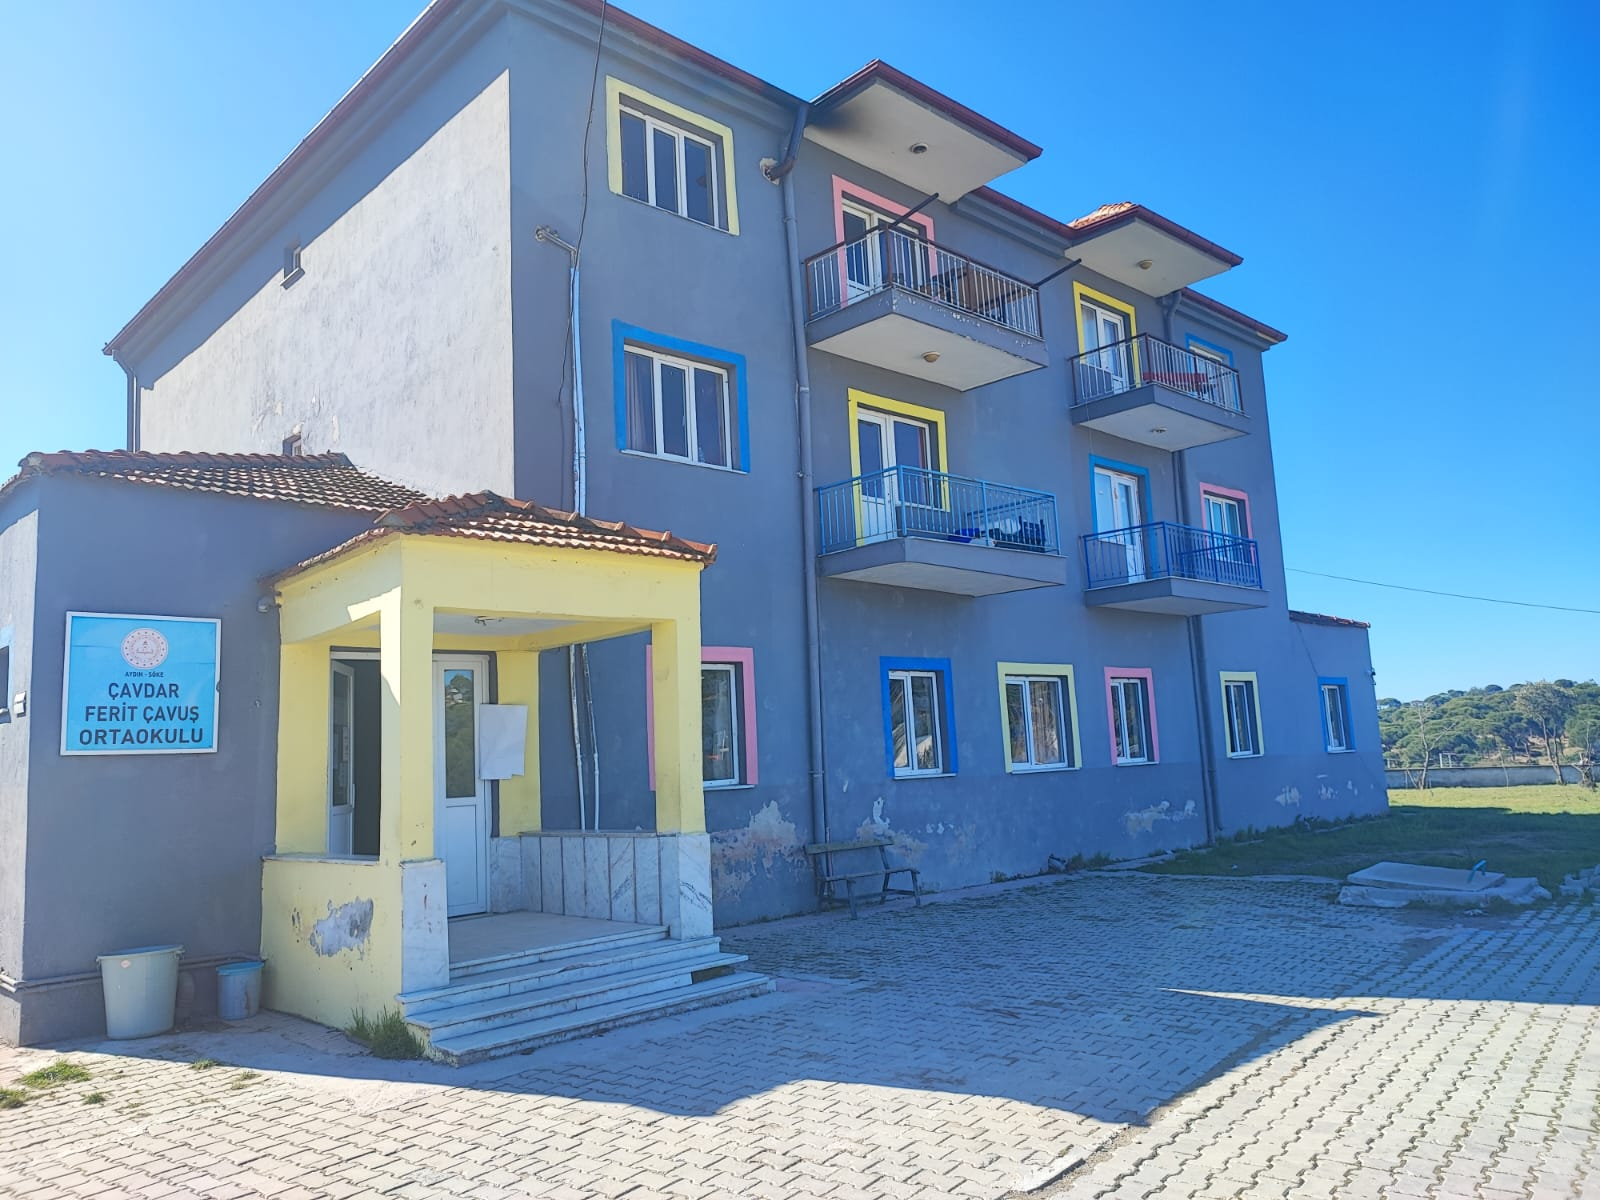 AYDIN - SÖKE
ÇAVDAR
FERİT ÇAVUŞ
ORTAOKULU